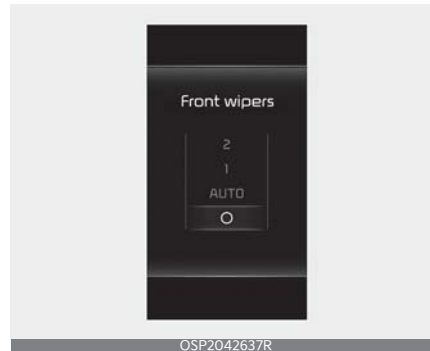 Front wipers
2
1
AUTO
O
OSP2042637R